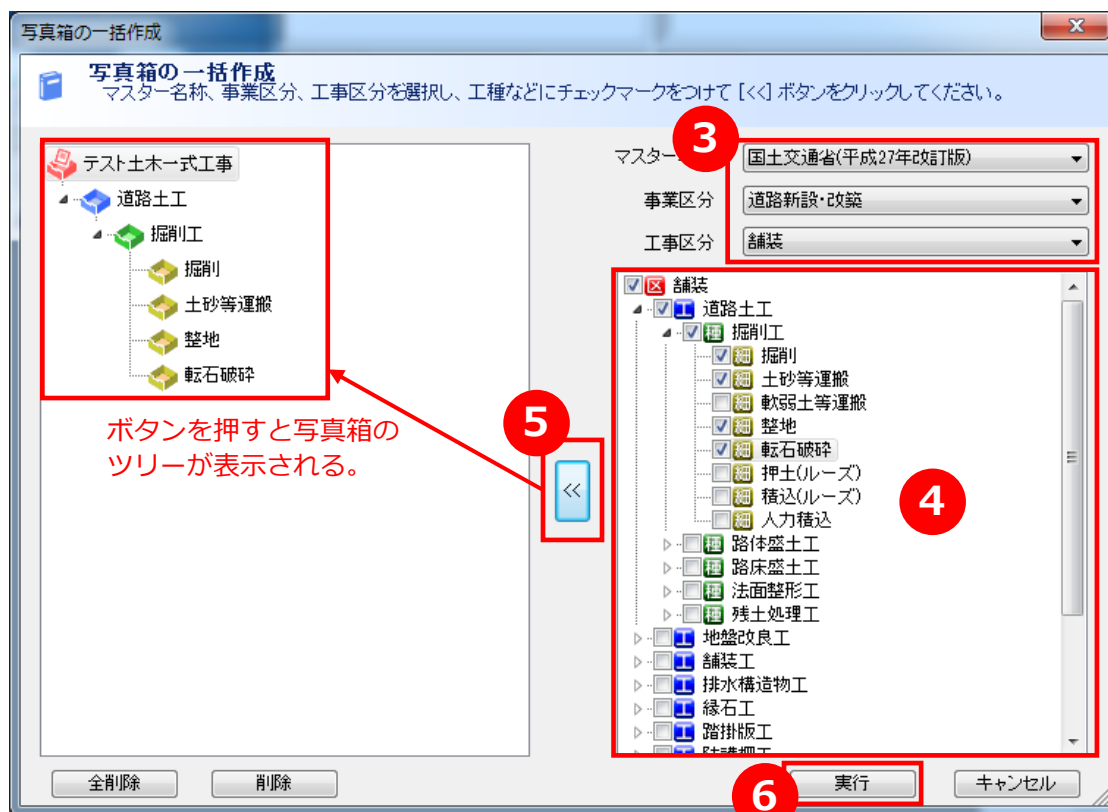 写真箱の一括作成
写真箱の一括作成
マスター名称、事業区分、工事区分を選択し、工種などにチェックマークをつけて [<<] ボタンをクリックしてください。
テスト土木一式工事
道路土工
掘削工
掘削
土砂等運搬
整地
転石破砕
ボタンを押すと写真箱の
ツリーが表示される。
5
<<
3
マスター
国土交通省(平成27年改訂版)
事業区分
道路新設・改築
工事区分
舗装
区 舗装
工 道路土工
種 掘削工
細 掘削
細 土砂等運搬
細 軟弱土等運搬
細 整地
細 転石破砕
細 押土(ルーズ)
細 積込(ルーズ)
細 人力積込
4
種 路体盛土工
種 路床盛土工
種 法面整形工
種 残土処理工
工 地盤改良工
工 舗装工
工 排水構造物工
工 縁石工
工 踏掛版工
工 防護柵工
全削除
削除
6
実行
キャンセル